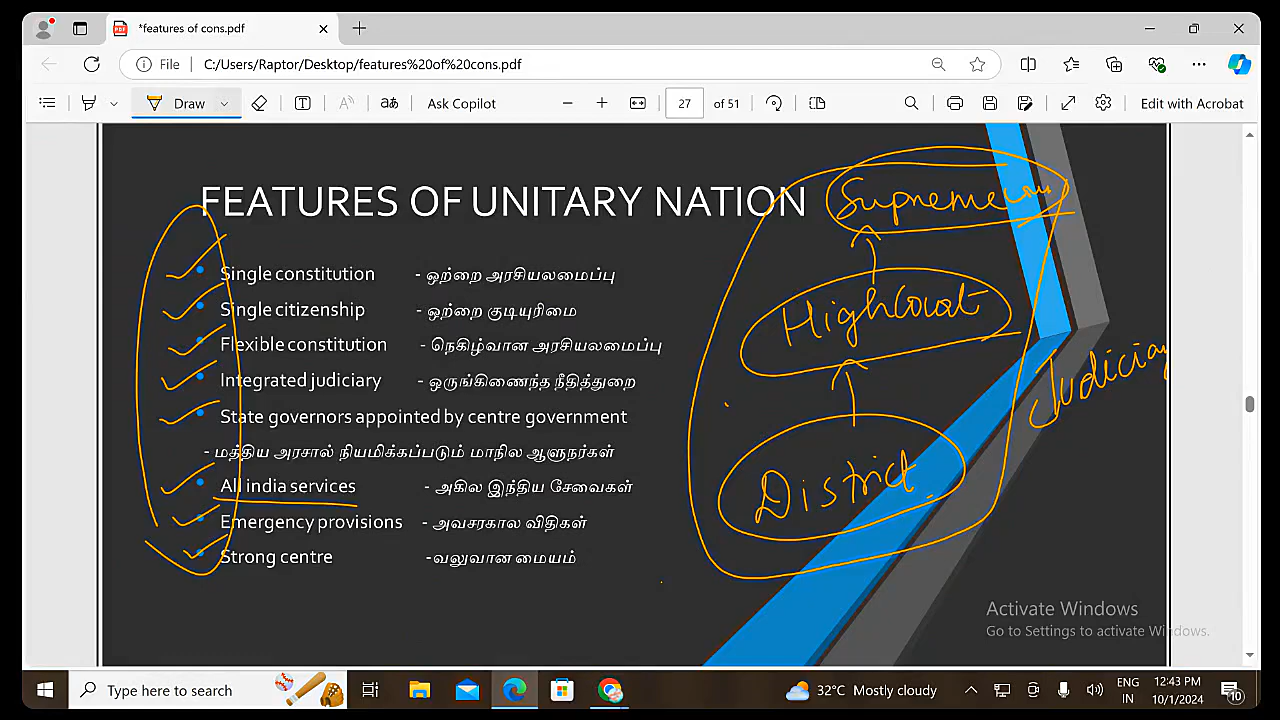 *features of cons.pdf
File C:/Users/Raptor/Desktop/features%20of%20cons.pdf
Draw Ask Copilot 27 of 51 Edit with Acrobat
FEATURES OF UNITARY NATION
Supreme
Single constitution - ஒற்றை அரசியலமைப்பு
Single citizenship - ஒற்றை குடியுரிமை
High Court
Flexible constitution - நெகிழ்வான அரசியலமைப்பு
Judiciary
Integrated judiciary - ஒருங்கிணைந்த நீதித்துறை
State governors appointed by centre government
- மத்திய அரசால் நியமிக்கப்படும் மாநில ஆளுநர்கள்
District
All india services - அகில இந்திய சேவைகள்
Emergency provisions - அவசரகால விதிகள்
Strong centre -வலுவான மையம்
Activate Windows
Go to Settings to activate Windows.
Type here to search 32°C Mostly cloudy ENG IN 12:43 PM 10/1/2024 10